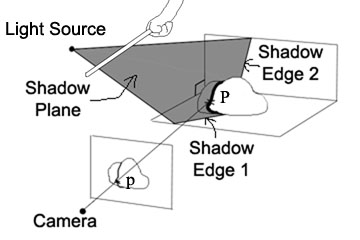 Light Source
Shadow
Edge 2
Shadow
Plane
P
Shadow
Edge 1
p
Camera